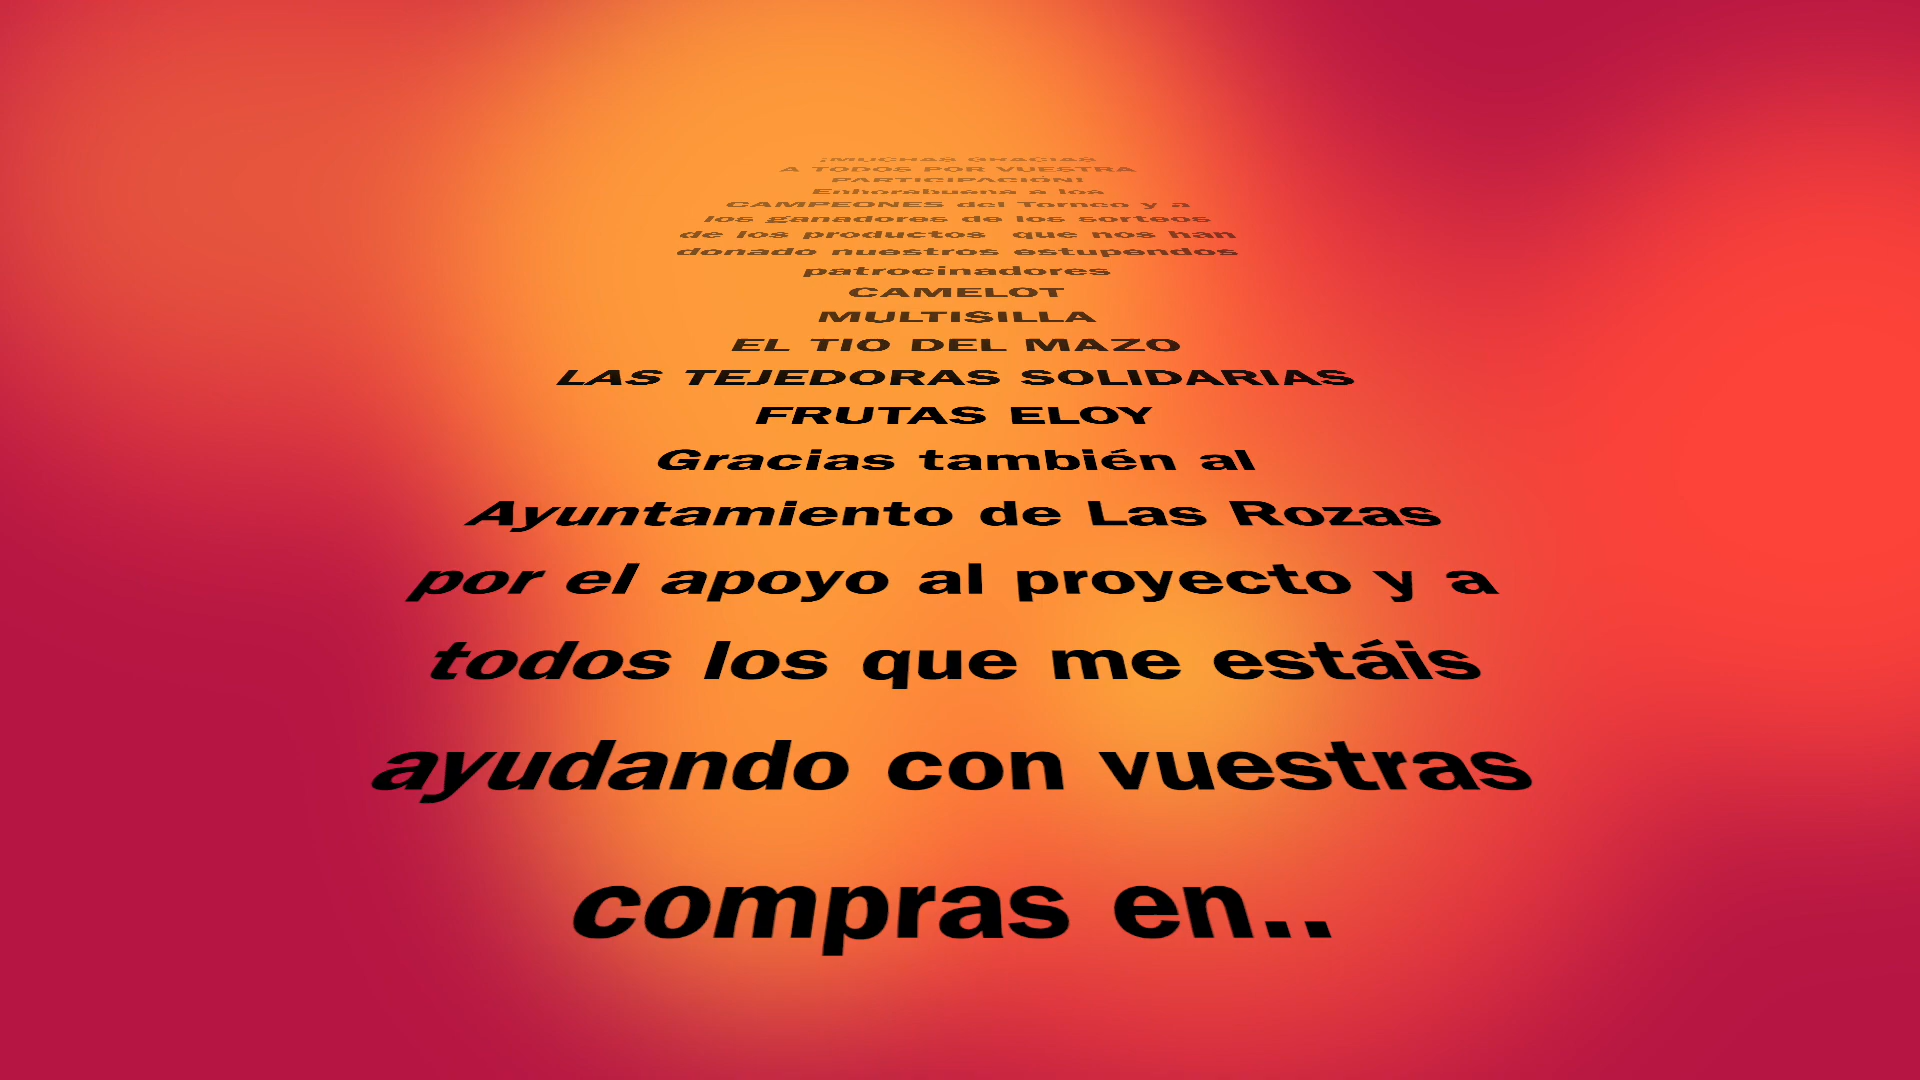 ¡MUCHAS GRACIAS
A TODOS POR VUESTRA
PARTICIPACIÓN!
Enhorabuena a los
CAMPEONES del Torneo y a
los ganadores de los sorteos
de los productos que nos han
donado nuestros estupendos
patrocinadores
CAMELOT
MULTISILLA
EL TIO DEL MAZO
LAS TEJEDORAS SOLIDARIAS
FRUTAS ELOY
Gracias también al
Ayuntamiento de Las Rozas
por el apoyo al proyecto y a
todos los que me estáis
ayudando con vuestras
compras en..